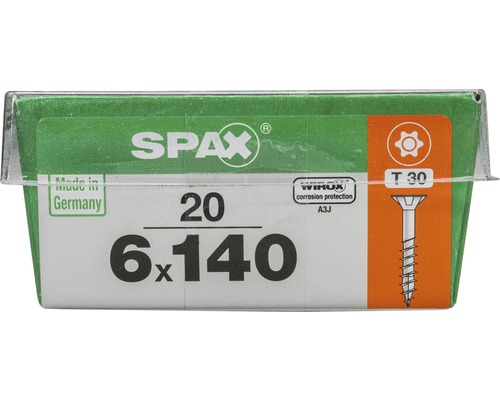 SPAX®
Made in
Germany
20
6x140
WIROX®
corrosion protection
A3J
T 30